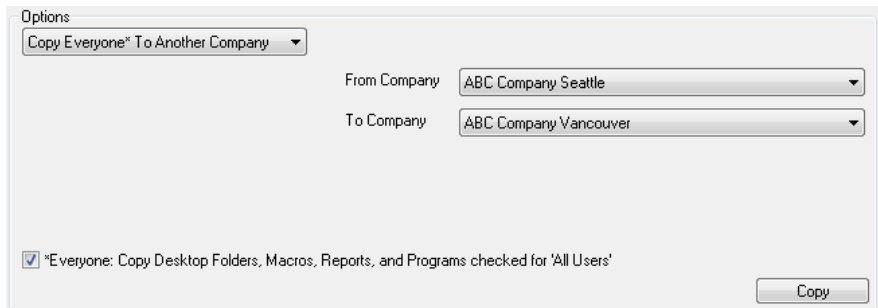 Options
Copy Everyone* To Another Company
From Company ABC Company Seattle
To Company ABC Company Vancouver
*Everyone: Copy Desktop Folders, Macros, Reports, and Programs checked for 'All Users'
Copy